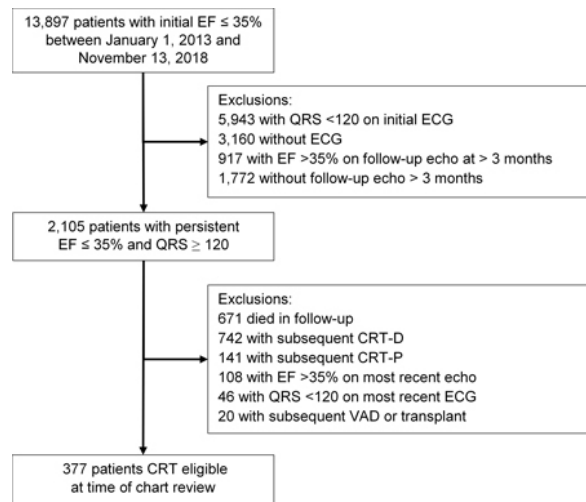 13,897 patients with initial EF ≤ 35%
between January 1, 2013 and
November 13, 2018
Exclusions:
5,943 with QRS <120 on initial ECG
3,160 without ECG
917 with EF >35% on follow-up echo at > 3 months
1,772 without follow-up echo > 3 months
2,105 patients with persistent
EF ≤ 35% and QRS ≥ 120
Exclusions:
671 died in follow-up
742 with subsequent CRT-D
141 with subsequent CRT-P
108 with EF >35% on most recent echo
46 with QRS <120 on most recent ECG
20 with subsequent VAD or transplant
377 patients CRT eligible
at time of chart review